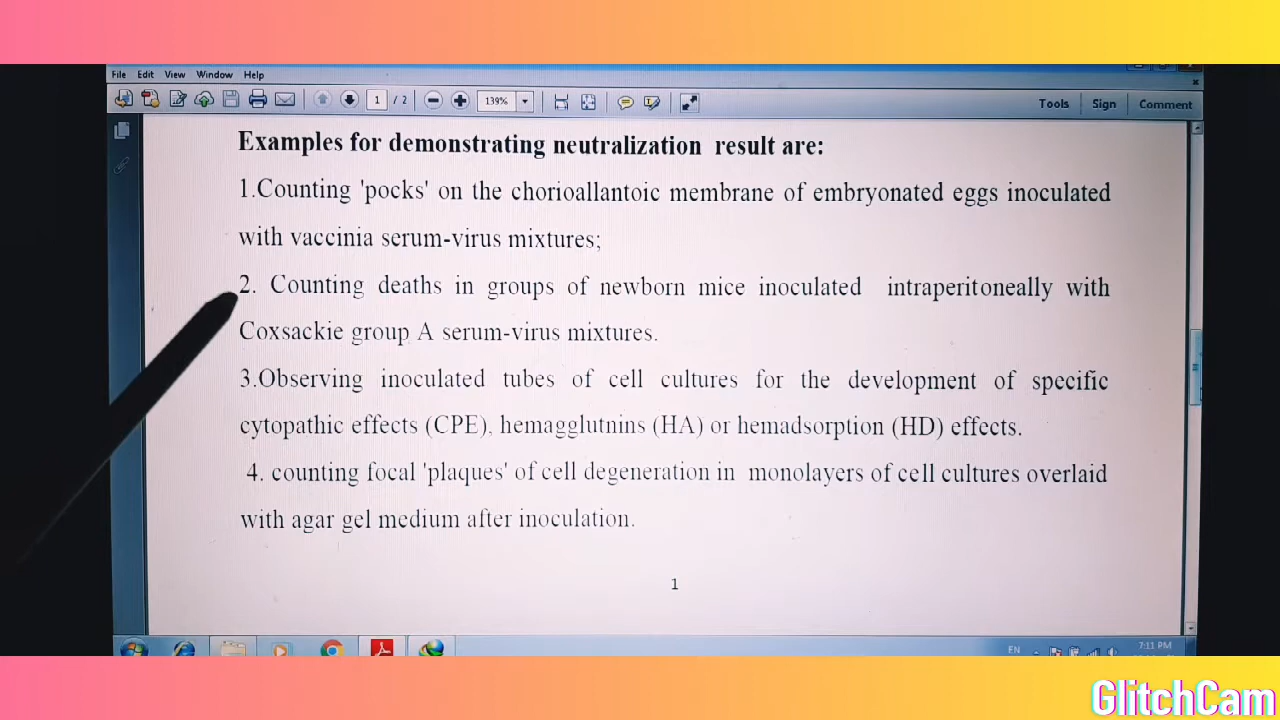 File Edit View Window Help
1 / 2 139% Tools Sign Comment
Examples for demonstrating neutralization result are:
1.Counting 'pocks' on the chorioallantoic membrane of embryonated eggs inoculated
with vaccinia serum-virus mixtures;
2. Counting deaths in groups of newborn mice inoculated intraperitoneally with
Coxsackie group A serum-virus mixtures.
3.Observing inoculated tubes of cell cultures for the development of specific
cytopathic effects (CPE), hemagglutnins (HA) or hemadsorption (HD) effects.
4. counting focal 'plaques' of cell degeneration in monolayers of cell cultures overlaid
with agar gel medium after inoculation.
1
EN 7:11 PM
GlitchCam